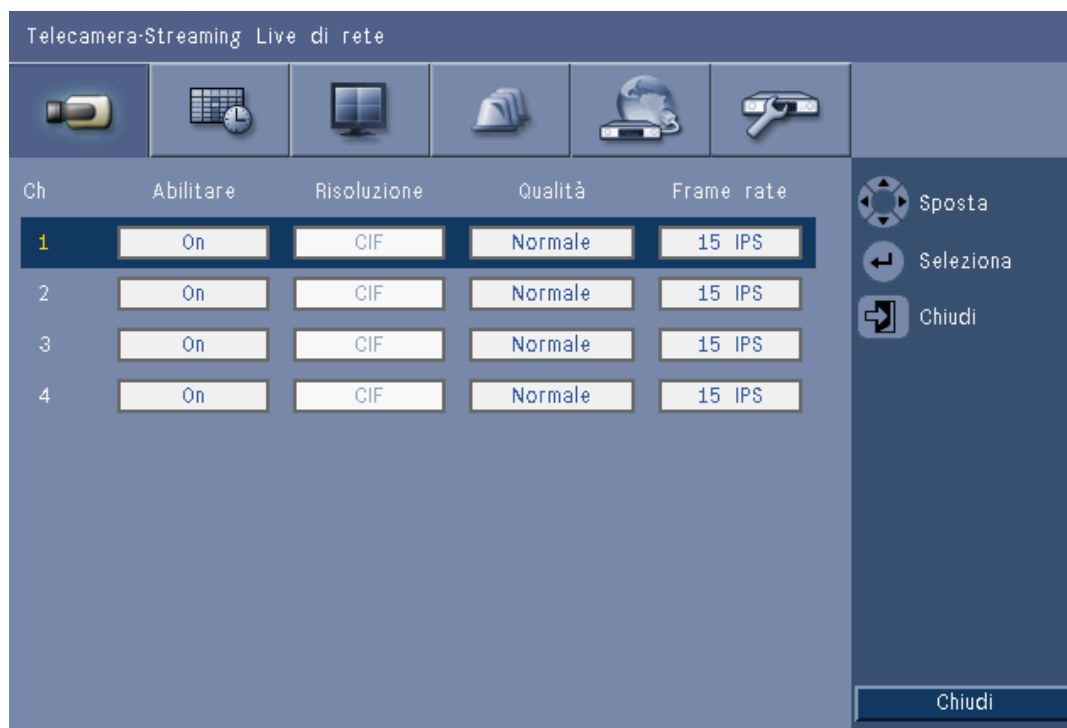 Telecamera-Streaming Live di rete
Ch Abilitare Risoluzione Qualità Frame rate
1 On CIF Normale 15 IPS
2 On CIF Normale 15 IPS
3 On CIF Normale 15 IPS
4 On CIF Normale 15 IPS
Sposta
Seleziona
Chiudi
Chiudi